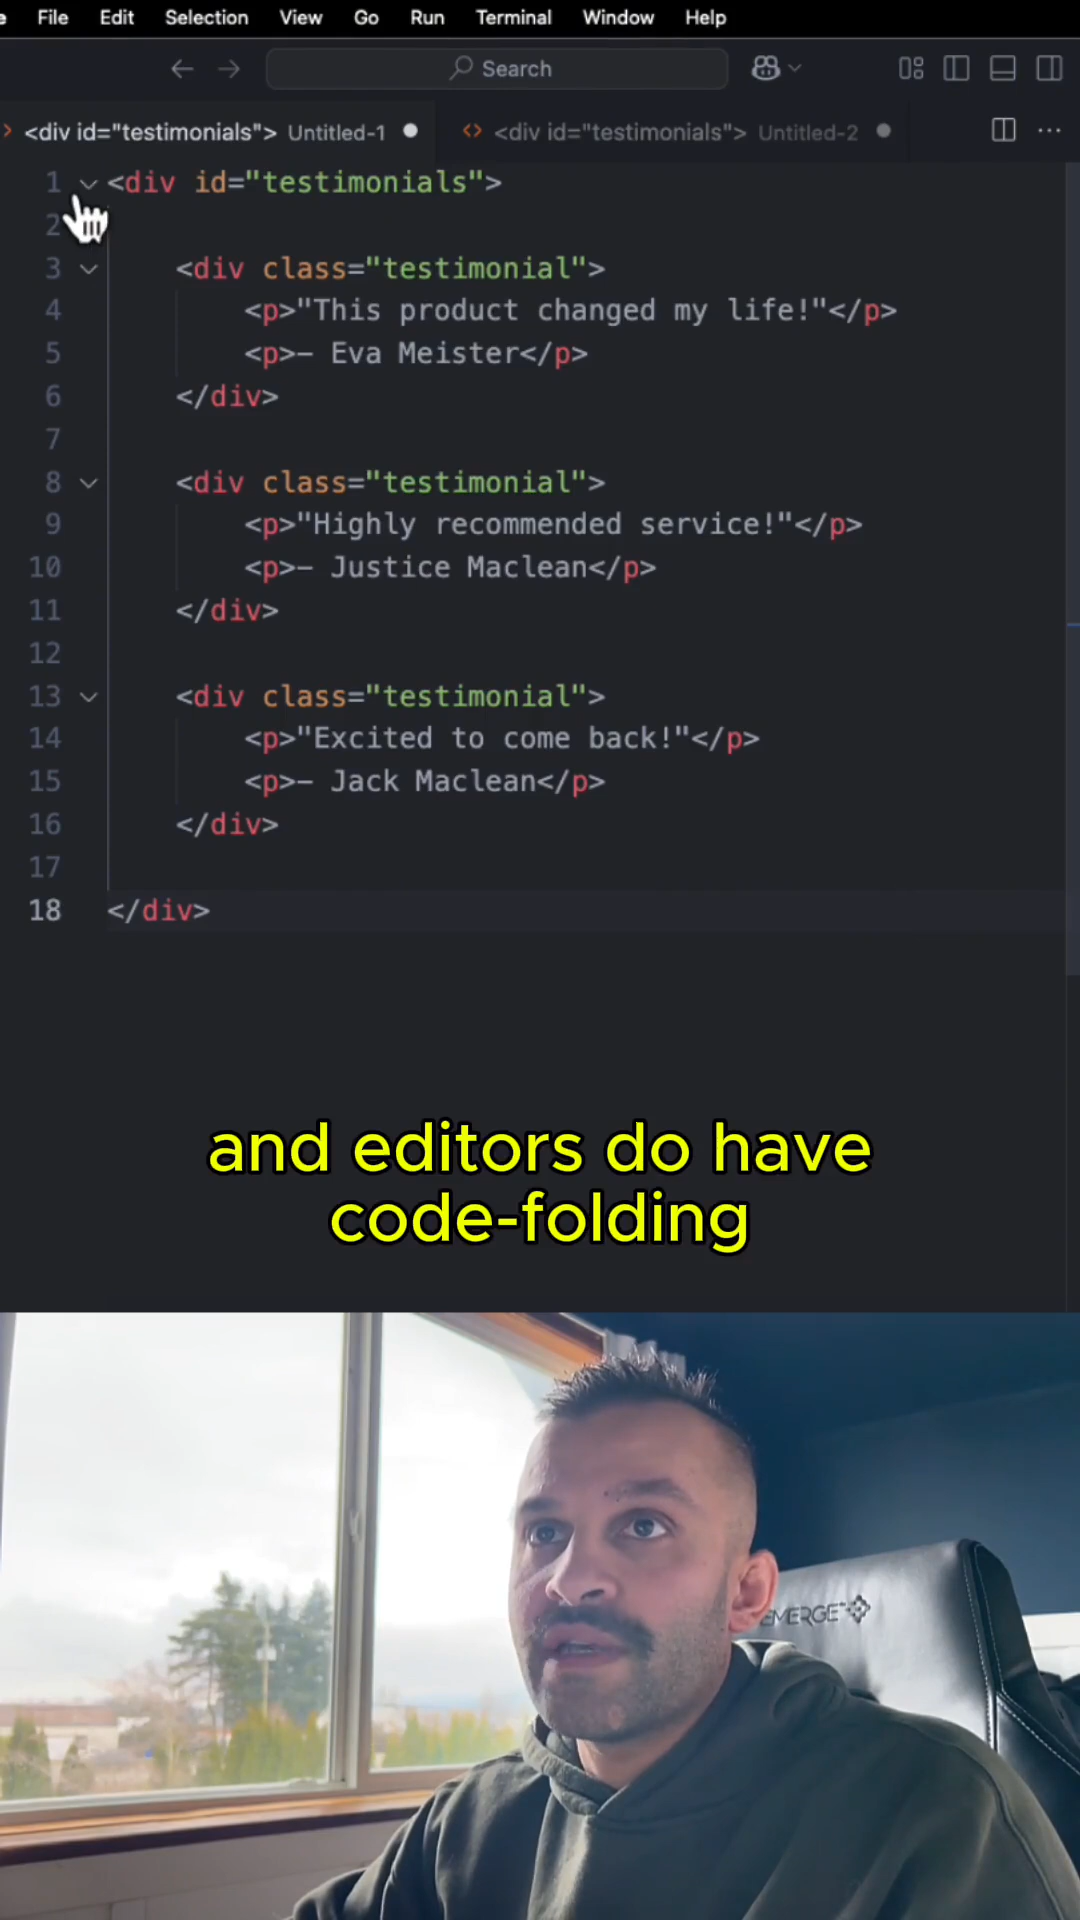 File Edit Selection View Go Run Terminal Window Help
Search
<div id="testimonials"> Untitled-1 <div id="testimonials"> Untitled-2
1 <div id="testimonials">
2
3 <div class="testimonial">
4 <p>"This product changed my life!"</p>
5 <p>– Eva Meister</p>
6 </div>
7
8 <div class="testimonial">
9 <p>"Highly recommended service!"</p>
10 <p>– Justice Maclean</p>
11 </div>
12
13 <div class="testimonial">
14 <p>"Excited to come back!"</p>
15 <p>– Jack Maclean</p>
16 </div>
17
18 </div>
and editors do have
code-folding
EMERGE